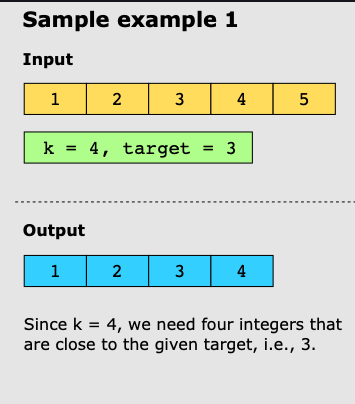 Sample example 1
Input
1 2 3 4 5
k = 4, target = 3
Output
1 2 3 4
Since k = 4, we need four integers that
are close to the given target, i.e., 3.